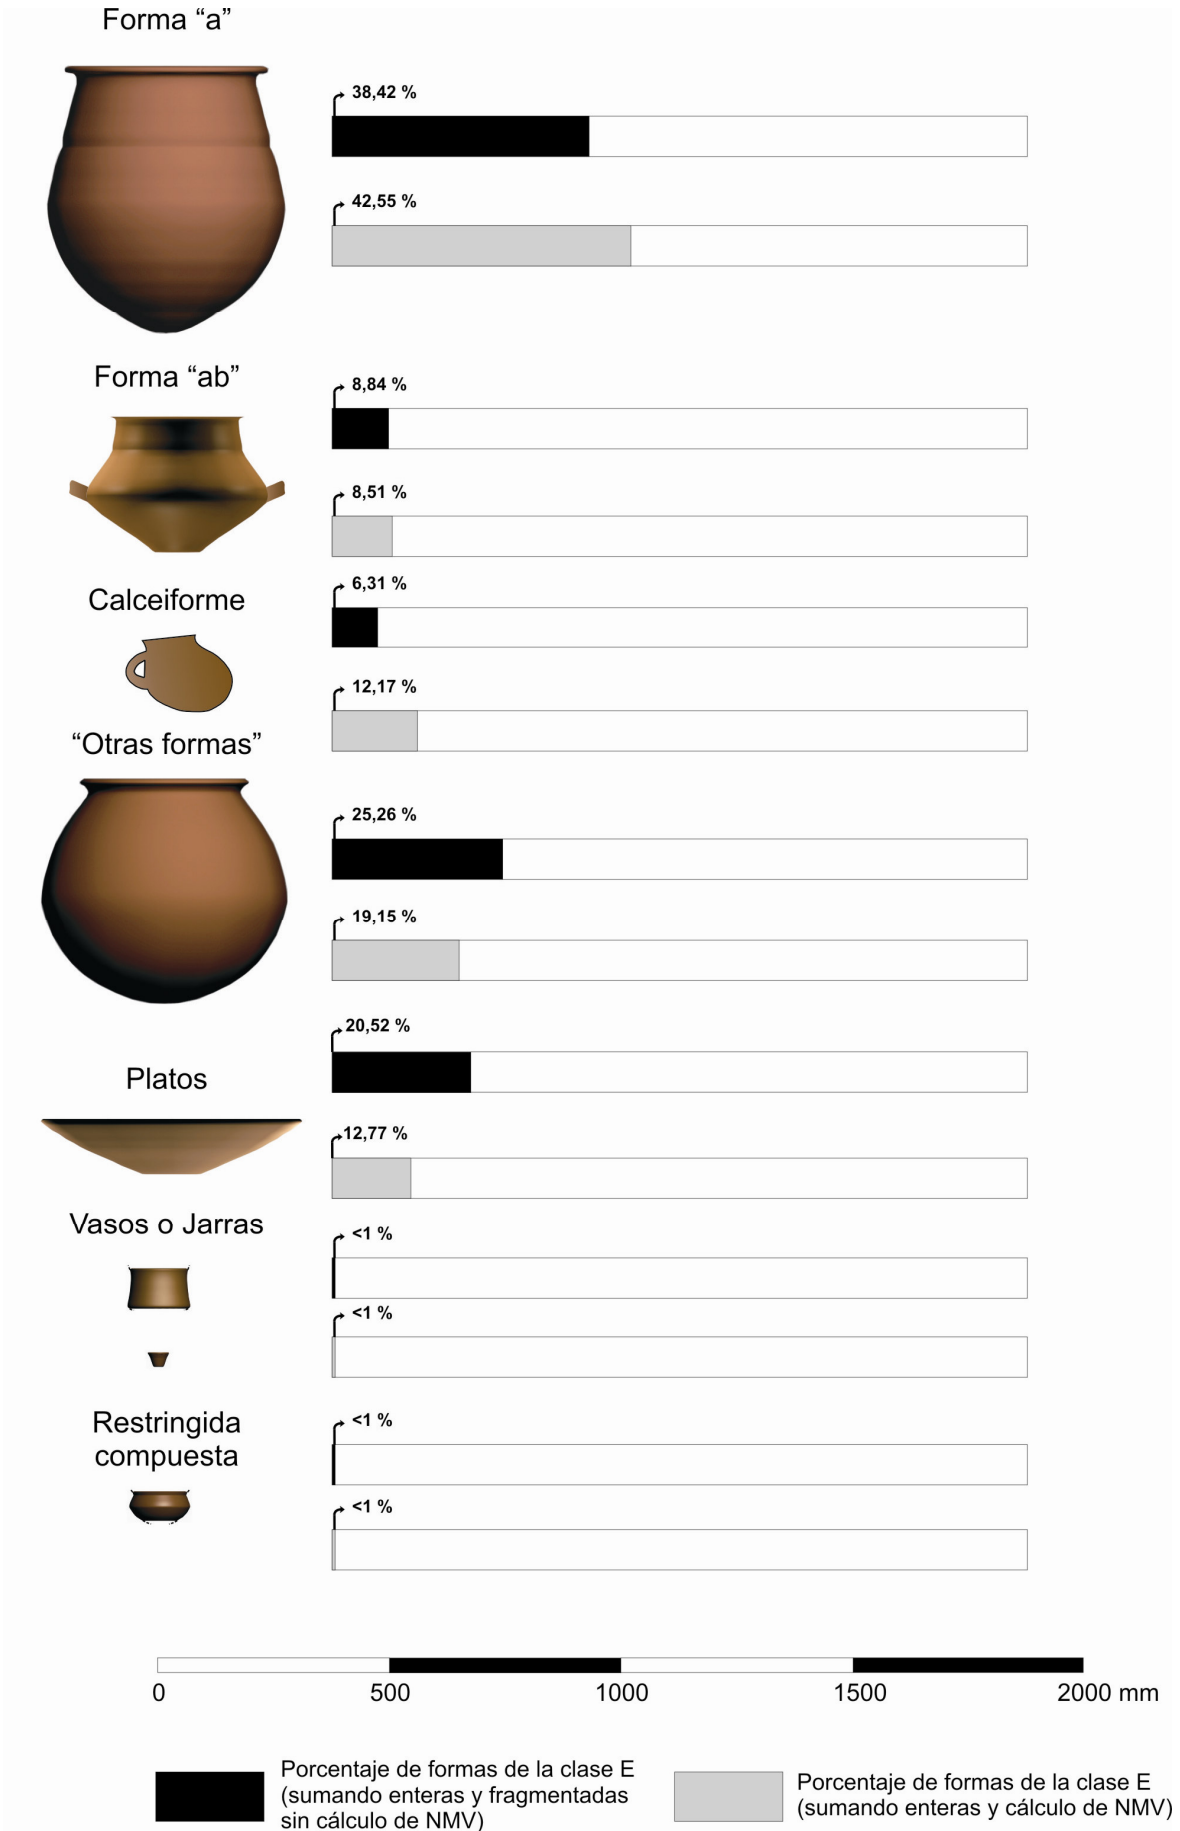 Forma “a”
38,42 %
42,55 %
Forma “ab”
8,84 %
8,51 %
Calceiforme
6,31 %
12,17 %
“Otras formas”
25,26 %
19,15 %
20,52 %
Platos
12,77 %
Vasos o Jarras
<1 %
<1 %
Restringida
compuesta
<1 %
<1 %
0 500 1000 1500 2000 mm
Porcentaje de formas de la clase E
(sumando enteras y fragmentadas
sin cálculo de NMV)
Porcentaje de formas de la clase E
(sumando enteras y cálculo de NMV)